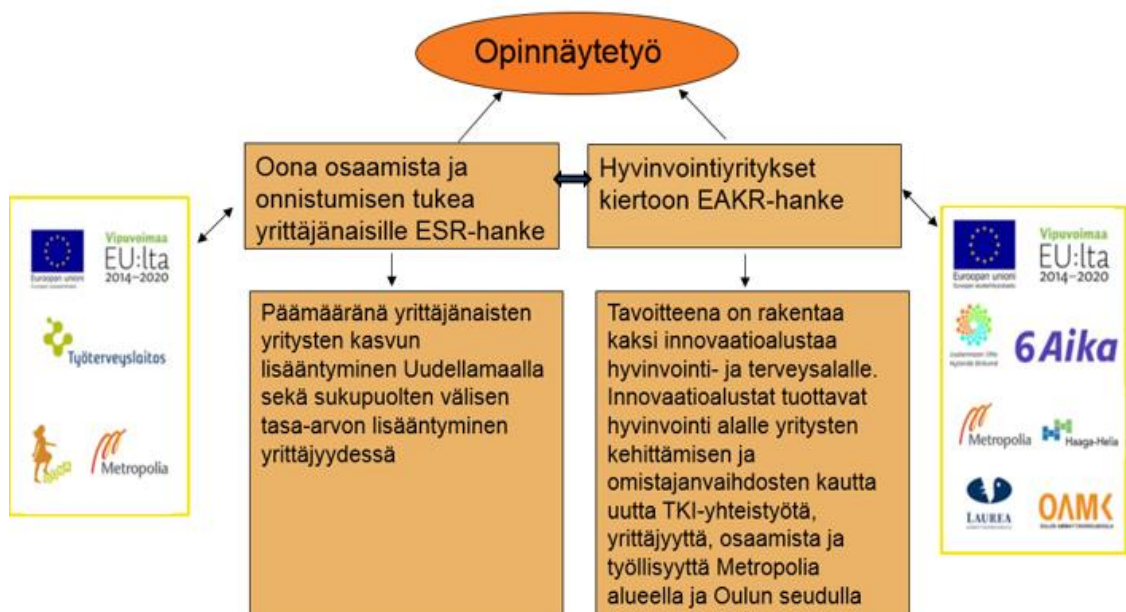 Opinnäytetyö
Oona osaamista ja
onnistumisen tukea
yrittäjänaisille ESR-hanke
Hyvinvointiyritykset
kiertoon EAKR-hanke
Päämääränä yrittäjänaisten
yritysten kasvun
lisääntyminen Uudellamaalla
sekä sukupuolten välisen
tasa-arvon lisääntyminen
yrittäjyydessä
Tavoitteena on rakentaa
kaksi innovaatioalustaa
hyvinvointi- ja terveysalalle.
Innovaatioalustat tuottavat
hyvinvointi alalle yritysten
kehittämisen ja
omistajanvaihdosten kautta
uutta TKI-yhteistyötä,
yrittäjyyttä, osaamista ja
työllisyyttä Metropolia
alueella ja Oulun seudulla
Vipuvoimaa
EU:lta
2014–2020
Euroopan unioni
Työterveyslaitos
Metropolia
Vipuvoimaa
EU:lta
2014–2020
Euroopan unioni
6Aika
Metropolia
Haaga-Helia
LAUREA
OAMK